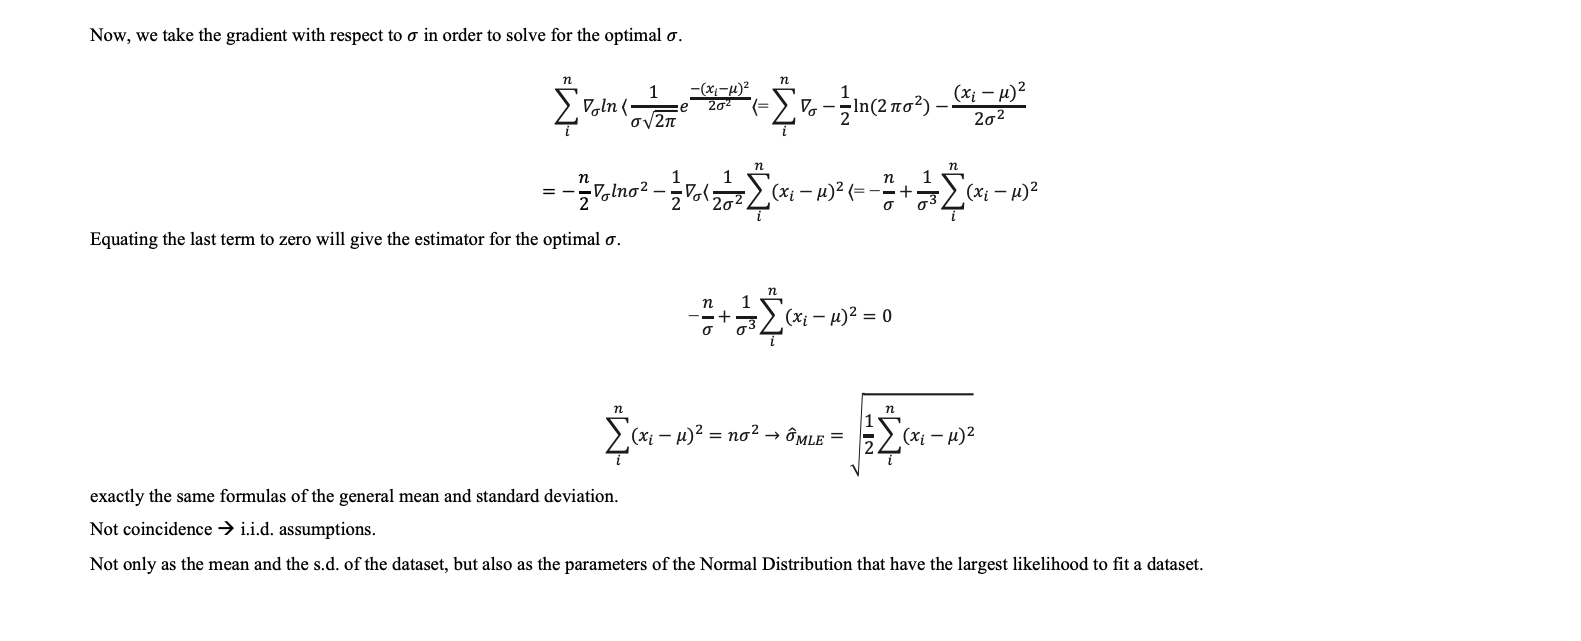 Now, we take the gradient with respect to σ in order to solve for the optimal σ.
∑_i^n ∇_σ ln ⟨ 1/(σ√2π) e^(−(x_i−μ)²/2σ²) ⟨= ∑_i^n ∇_σ − 1/2 ln(2πσ²) − (x_i − μ)²/2σ²
= − n/2 ∇_σ lnσ² − 1/2 ∇_σ⟨ 1/2σ² ∑_i^n (x_i − μ)² ⟨= − n/σ + 1/σ³ ∑_i^n (x_i − μ)²
Equating the last term to zero will give the estimator for the optimal σ.
− n/σ + 1/σ³ ∑_i^n (x_i − μ)² = 0
∑_i^n (x_i − μ)² = nσ² → σ̂_MLE = √(1/2 ∑_i^n (x_i − μ)²)
exactly the same formulas of the general mean and standard deviation.
Not coincidence → i.i.d. assumptions.
Not only as the mean and the s.d. of the dataset, but also as the parameters of the Normal Distribution that have the largest likelihood to fit a dataset.